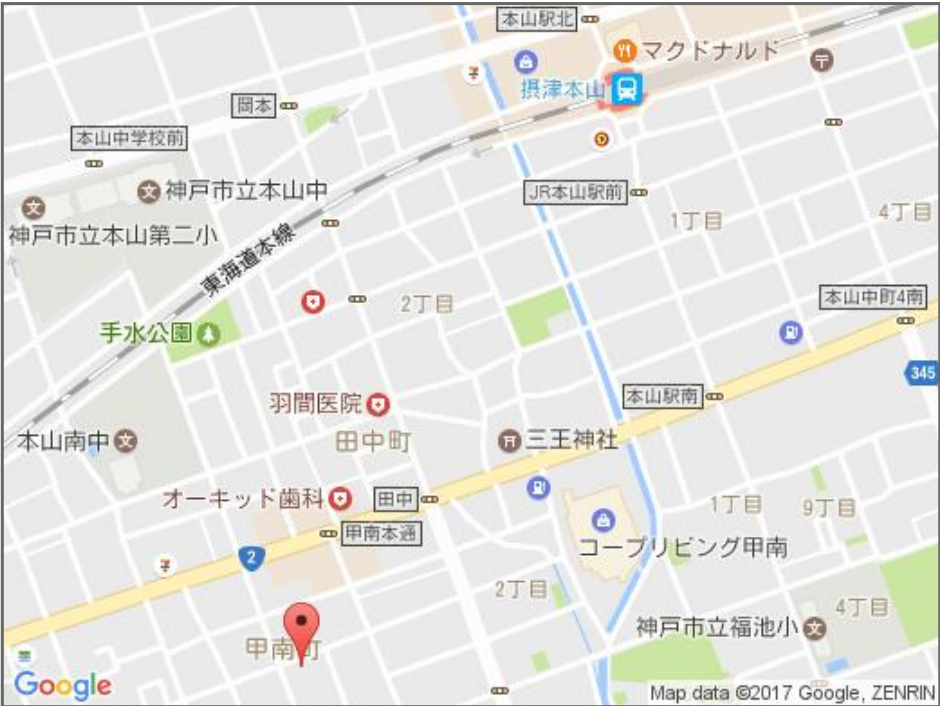 本山駅北
マクドナルド
〒
摂津本山
岡本
本山中学校前
文
神戸市立本山中
文
神戸市立本山第二小
JR本山駅前
1丁目
4丁目
東海道本線
2丁目
本山中町4南
手水公園
345
羽間医院
本山駅南
田中町
本山南中
文
三王神社
オーキッド歯科
田中
1丁目
9丁目
甲南本通
コープリビング甲南
2
2丁目
4丁目
神戸市立福池小
文
甲南町
Google
Map data ©2017 Google, ZENRIN